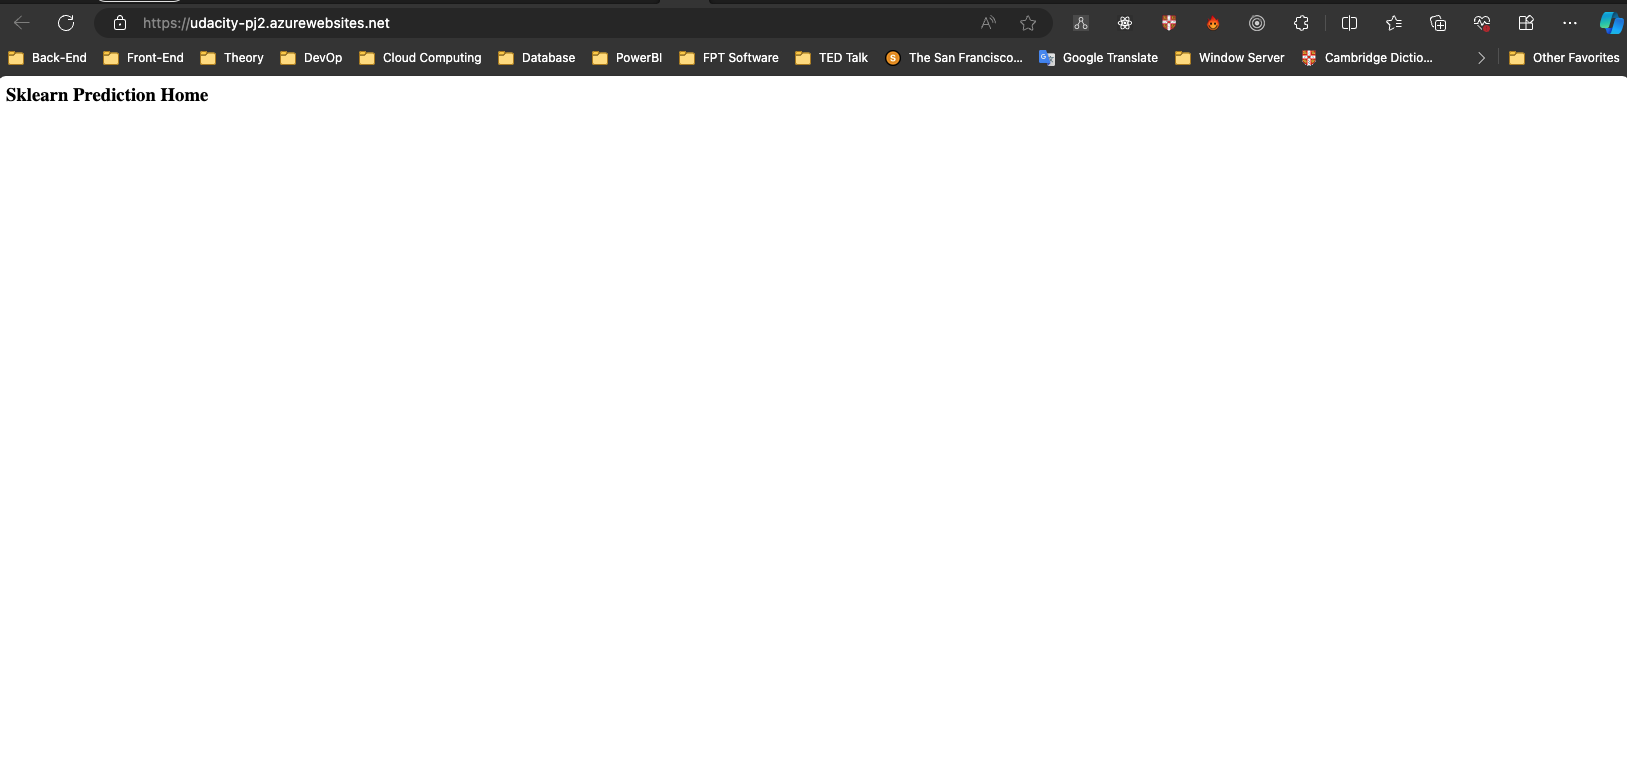 https://udacity-pj2.azurewebsites.net
Back-End Front-End Theory DevOp Cloud Computing Database PowerBI FPT Software TED Talk The San Francisco... Google Translate Window Server Cambridge Dictio... Other Favorites
Sklearn Prediction Home